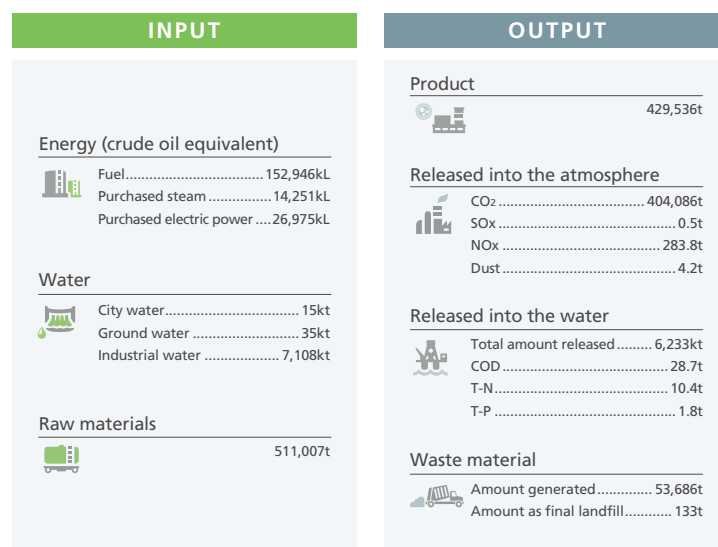 INPUT
Energy (crude oil equivalent)
Fuel..............................152,946kL
Purchased steam ................14,251kL
Purchased electric power ....26,975kL
Water
City water.................................. 15kt
Ground water ............................ 35kt
Industrial water ................... 7,108kt
Raw materials
511,007t
OUTPUT
Product
429,536t
Released into the atmosphere
CO2 ..................................... 404,086t
SOx ............................................. 0.5t
NOx ........................................ 283.8t
Dust............................................ 4.2t
Released into the water
Total amount released......... 6,233kt
COD.......................................... 28.7t
T-N............................................ 10.4t
T-P .............................................. 1.8t
Waste material
Amount generated.............. 53,686t
Amount as final landfill............ 133t